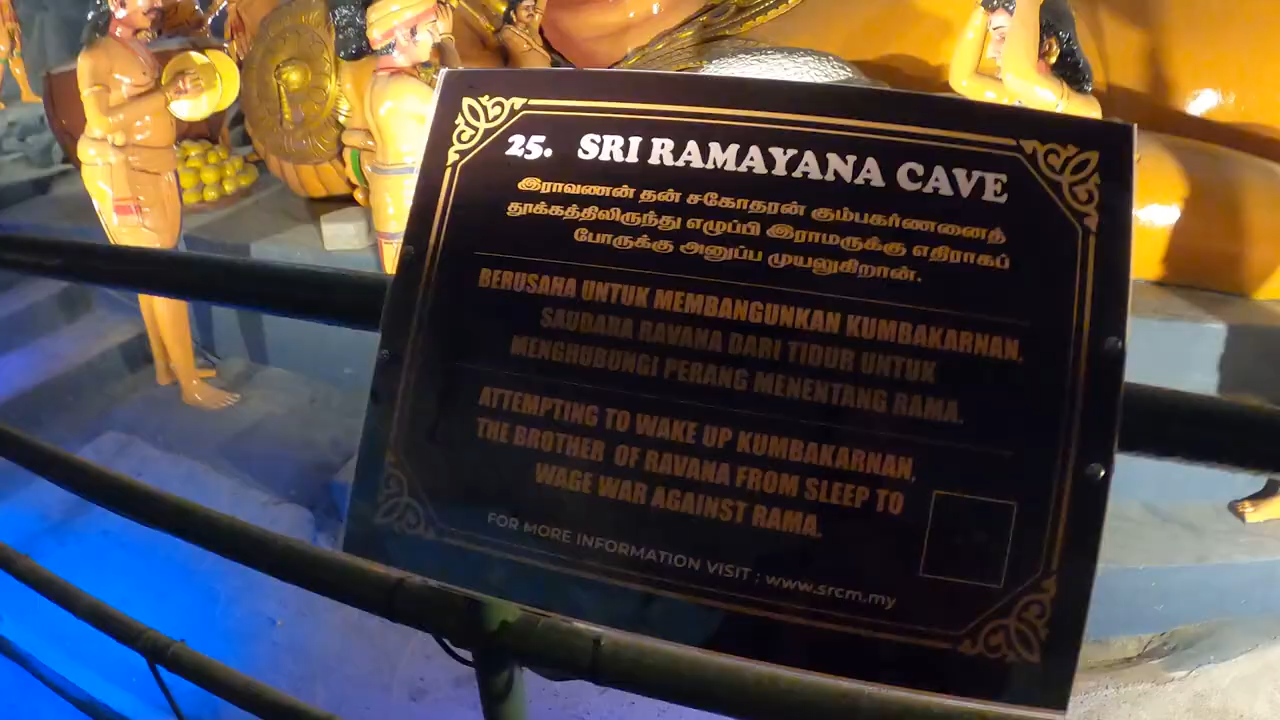 25. SRI RAMAYANA CAVE
இராவணன் தன் சகோதரன் கும்பகர்ணனைத்
தூக்கத்திலிருந்து எழுப்பி இராமருக்கு எதிராகப்
போருக்கு அனுப்ப முயலுகிறான்.
BERUSAHA UNTUK MEMBANGUNKAN KUMBAKARNAN,
SAUDARA RAVANA DARI TIDUR UNTUK
MENGHUBUNGI PERANG MENENTANG RAMA.
ATTEMPTING TO WAKE UP KUMBAKARNAN,
THE BROTHER OF RAVANA FROM SLEEP TO
WAGE WAR AGAINST RAMA.
FOR MORE INFORMATION VISIT : www.srcm.my